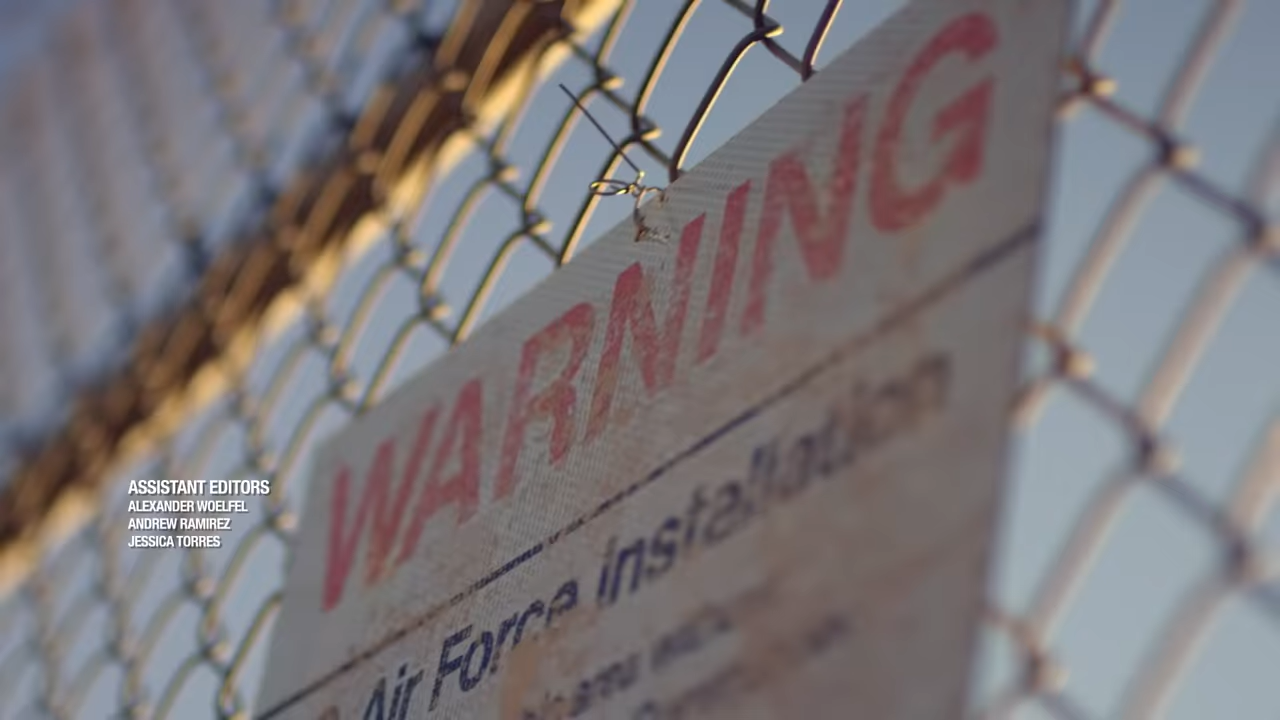 WARNING
Air Force Installation
ASSISTANT EDITORS
ALEXANDER WOELFEL
ANDREW RAMIREZ
JESSICA TORRES